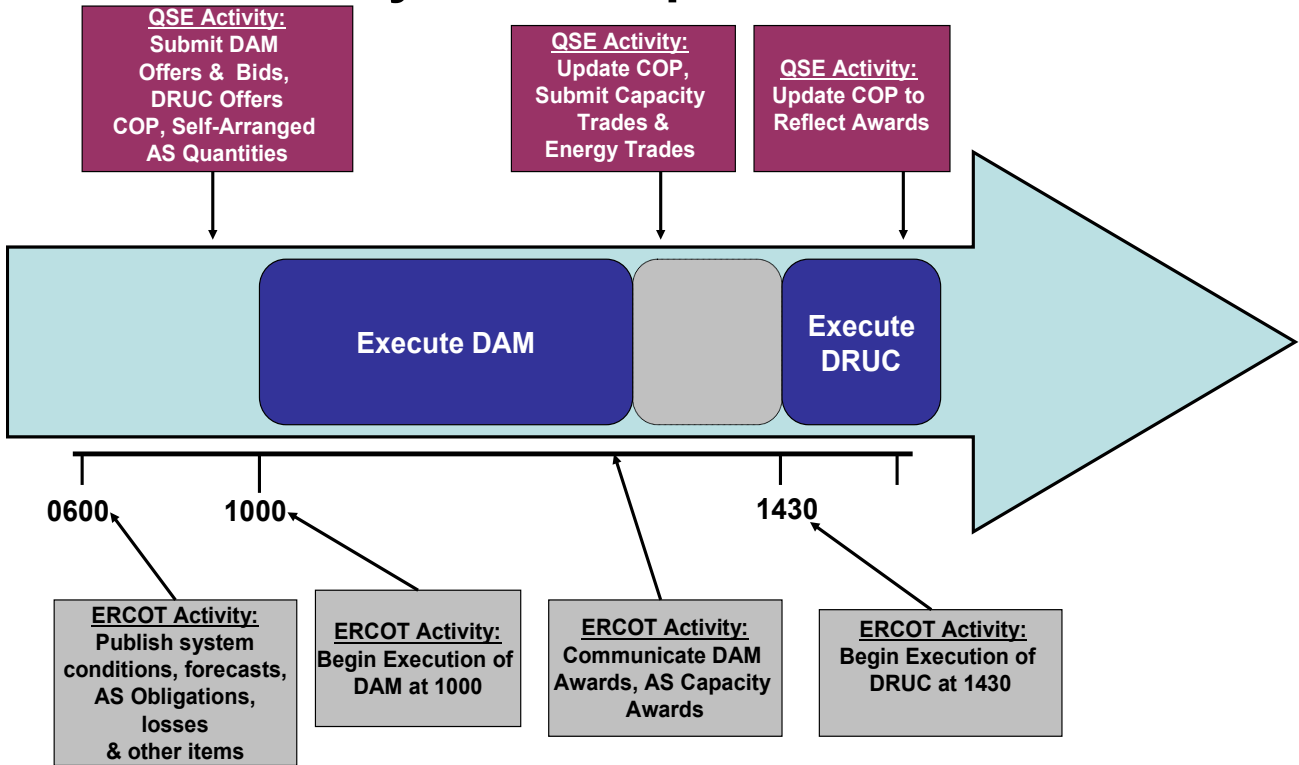 QSE Activity:
Submit DAM
Offers & Bids,
DRUC Offers
COP, Self-Arranged
AS Quantities
QSE Activity:
Update COP,
Submit Capacity
Trades &
Energy Trades
QSE Activity:
Update COP to
Reflect Awards
Execute DAM
Execute
DRUC
0600
1000
1430
ERCOT Activity:
Publish system
conditions, forecasts,
AS Obligations,
losses
& other items
ERCOT Activity:
Begin Execution of
DAM at 1000
ERCOT Activity:
Communicate DAM
Awards, AS Capacity
Awards
ERCOT Activity:
Begin Execution of
DRUC at 1430